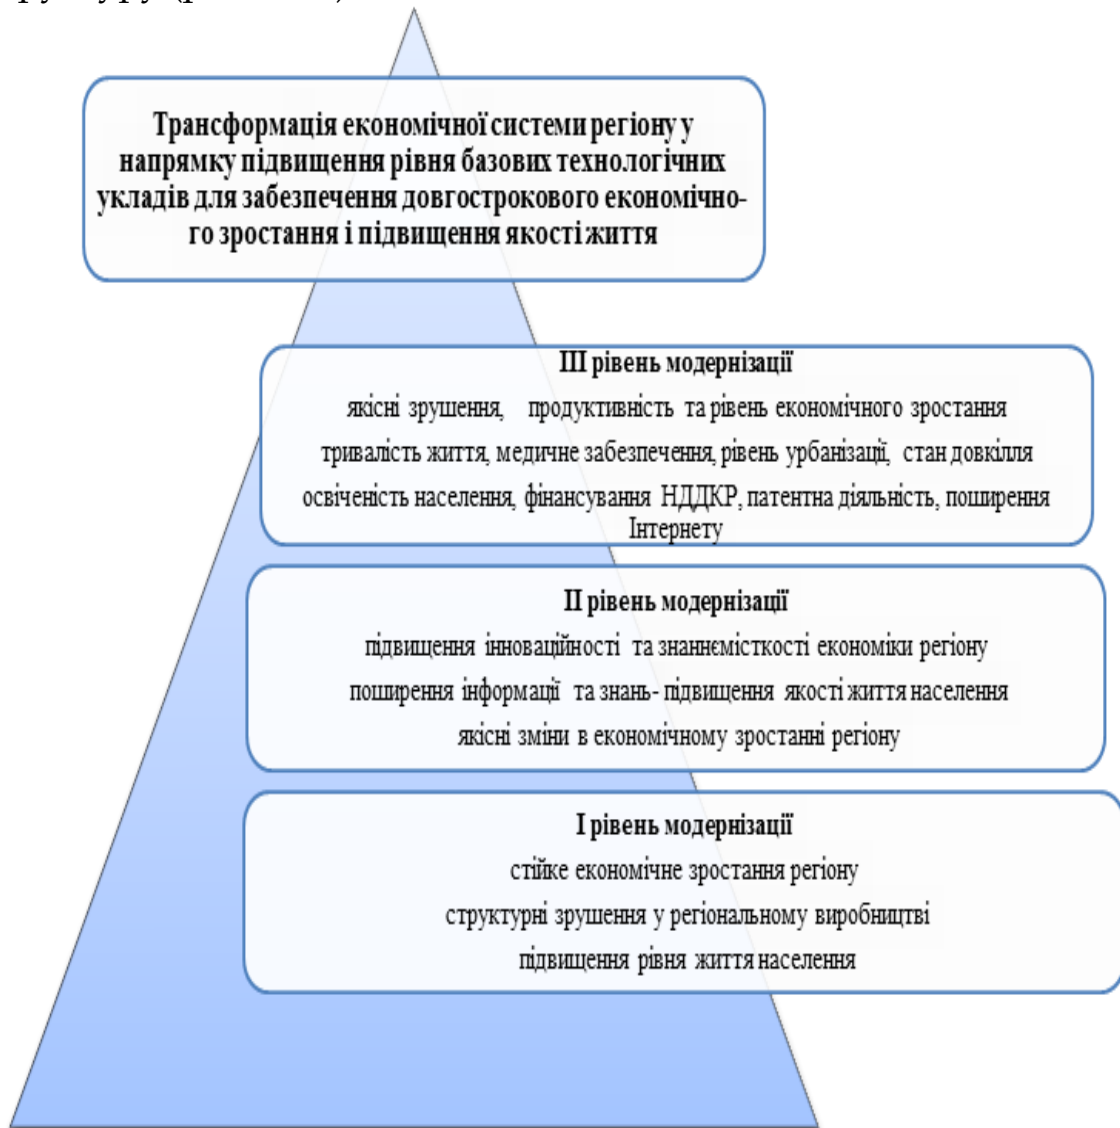 Трансформація економічної системи регіону у
напрямку підвищення рівня базових технологічних
укладів для забезпечення довгострокового економічно-
го зростання і підвищення якості життя
ІІІ рівень модернізації
якісні зрушення, продуктивність та рівень економічного зростання
тривалість життя, медичне забезпечення, рівень урбанізації, стан довкілля
освіченість населення, фінансування НДДКР, патентна діяльність, поширення
Інтернету
ІІ рівень модернізації
підвищення інноваційності та знаннємісткості економіки регіону
поширення інформації та знань- підвищення якості життя населення
якісні зміни в економічному зростанні регіону
І рівень модернізації
стійке економічне зростання регіону
структурні зрушення у регіональному виробництві
підвищення рівня життя населення